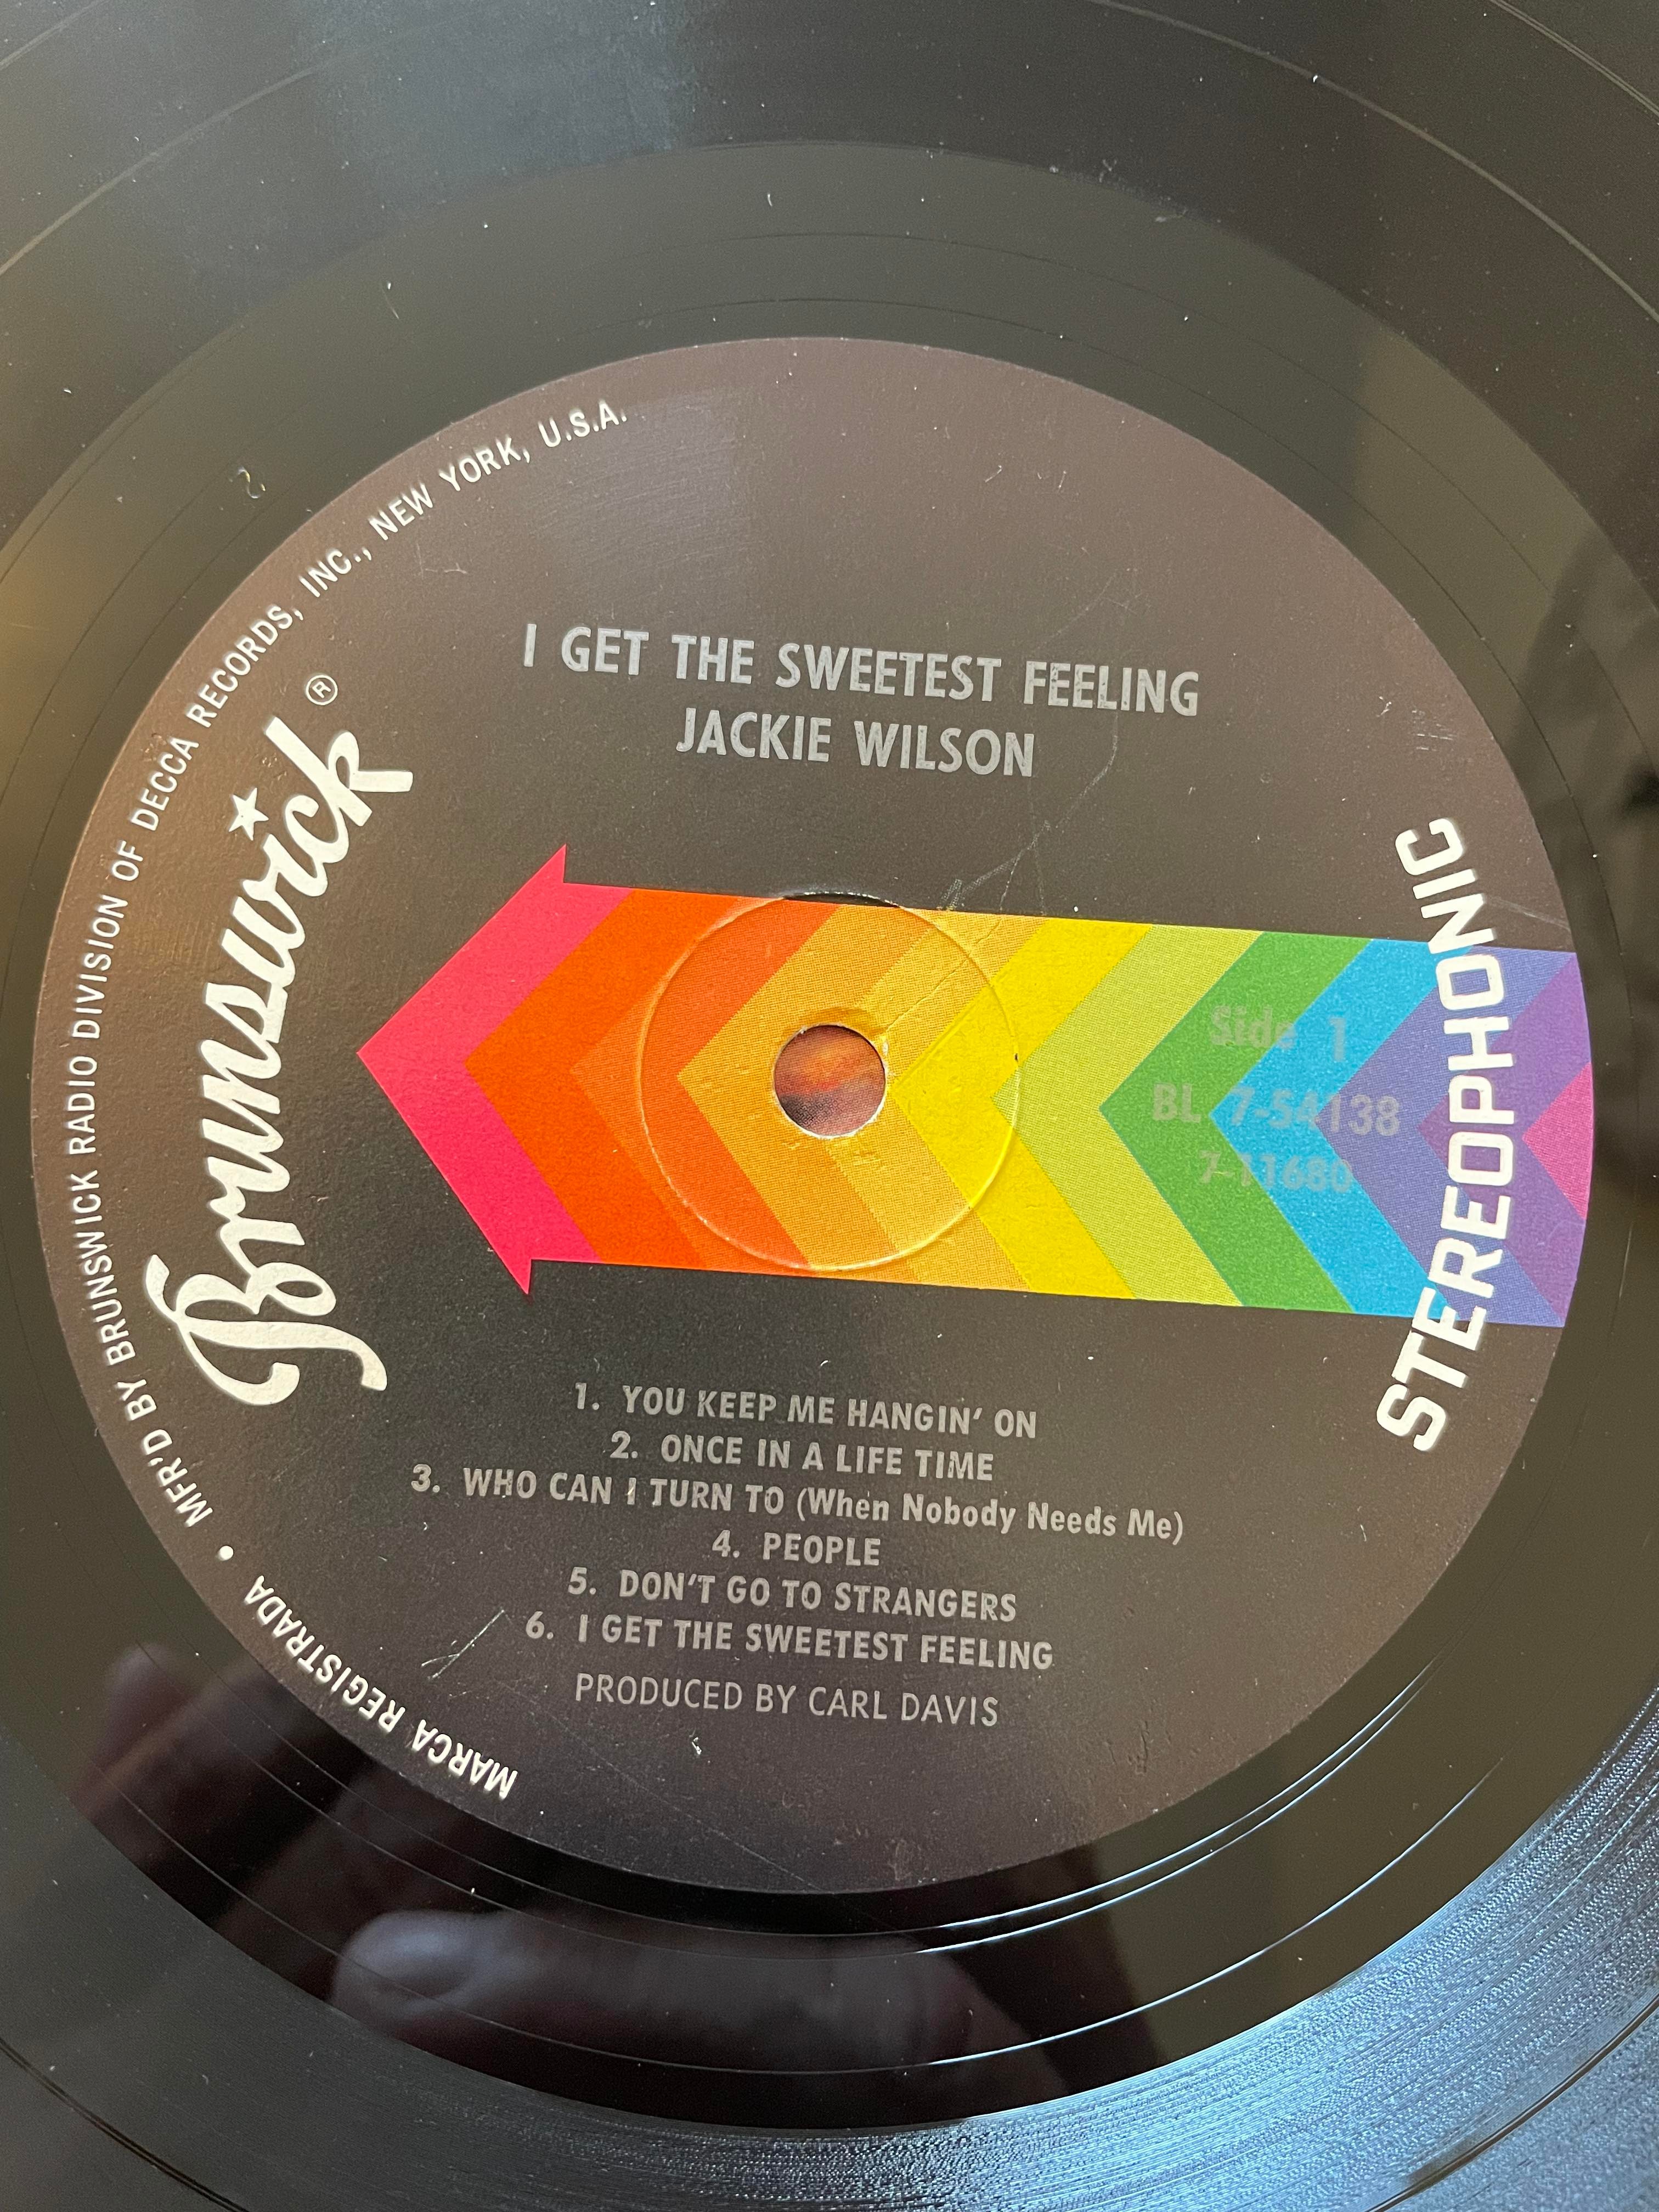 I GET THE SWEETEST FEELING
JACKIE WILSON
Brunswick ®
STEREOPHONIC
Side 1
BL 7-54138
7-11680
1. YOU KEEP ME HANGIN' ON
2. ONCE IN A LIFE TIME
3. WHO CAN I TURN TO (When Nobody Needs Me)
4. PEOPLE
5. DON'T GO TO STRANGERS
6. I GET THE SWEETEST FEELING
PRODUCED BY CARL DAVIS
MARCA REGISTRADA • MFR'D BY BRUNSWICK RADIO DIVISION OF DECCA RECORDS, INC., NEW YORK, U.S.A.